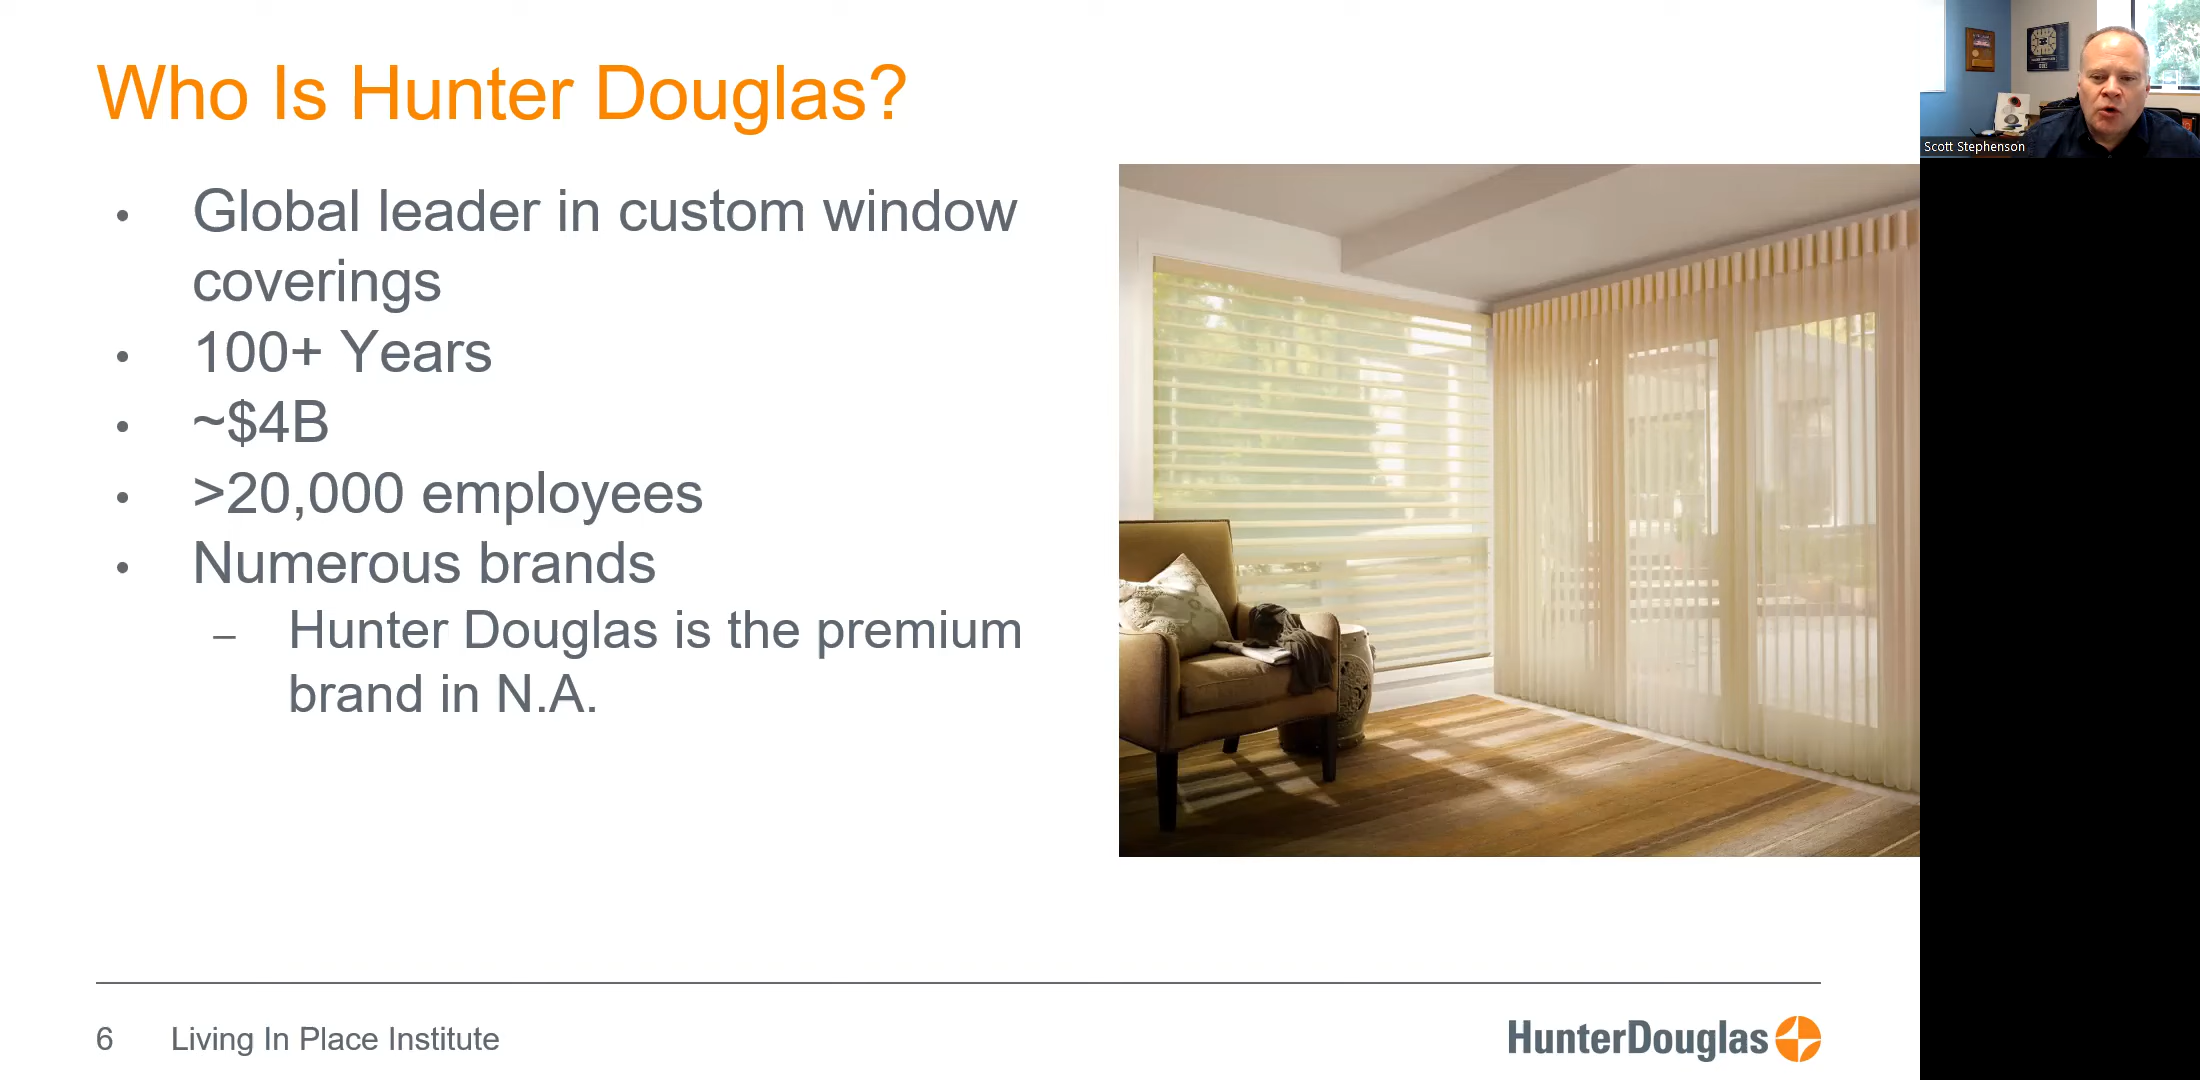 Who Is Hunter Douglas?
• Global leader in custom window
coverings
• 100+ Years
• ~$4B
• >20,000 employees
• Numerous brands
– Hunter Douglas is the premium
brand in N.A.
Scott Stephenson
6 Living In Place Institute
HunterDouglas